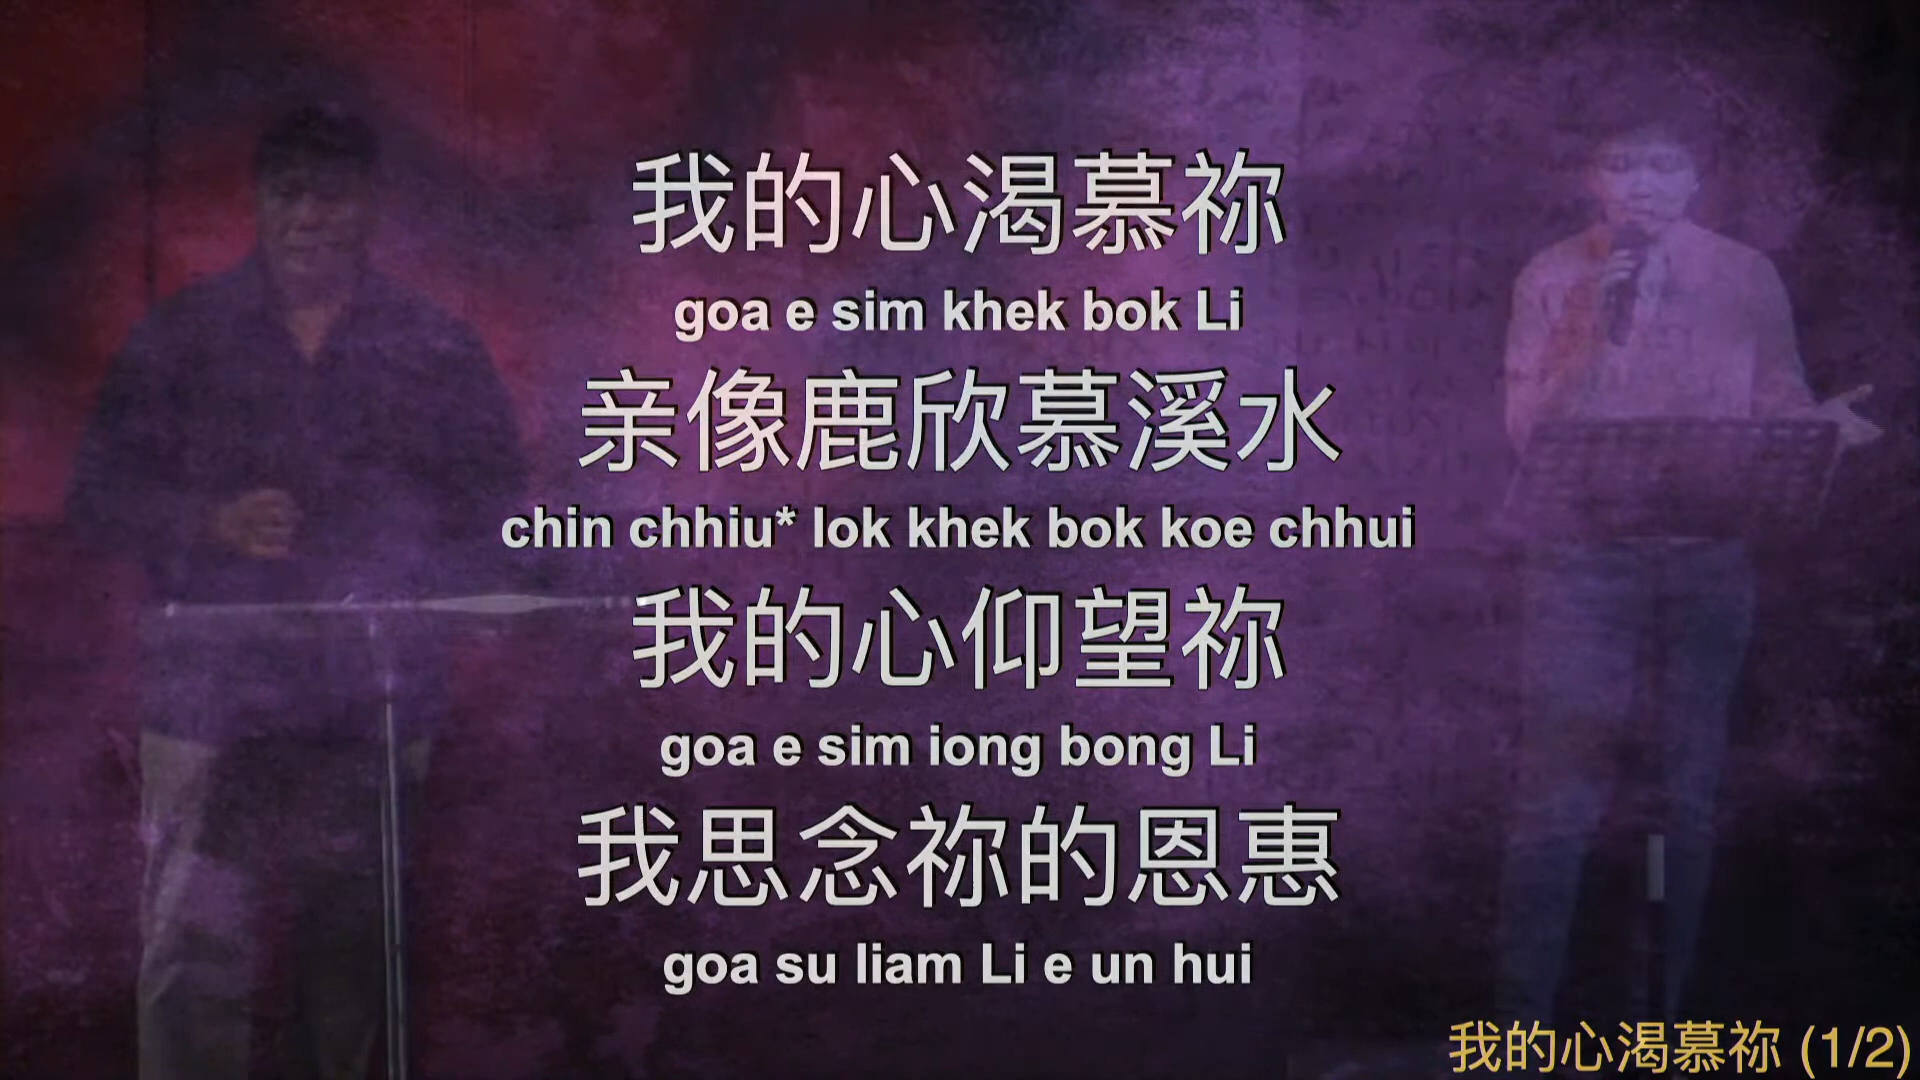 我的心渴慕祢
goa e sim khek bok Li
亲像鹿欣慕溪水
chin chhiu* lok khek bok koe chhui
我的心仰望祢
goa e sim iong bong Li
我思念祢的恩惠
goa su liam Li e un hui
我的心渴慕祢 (1/2)